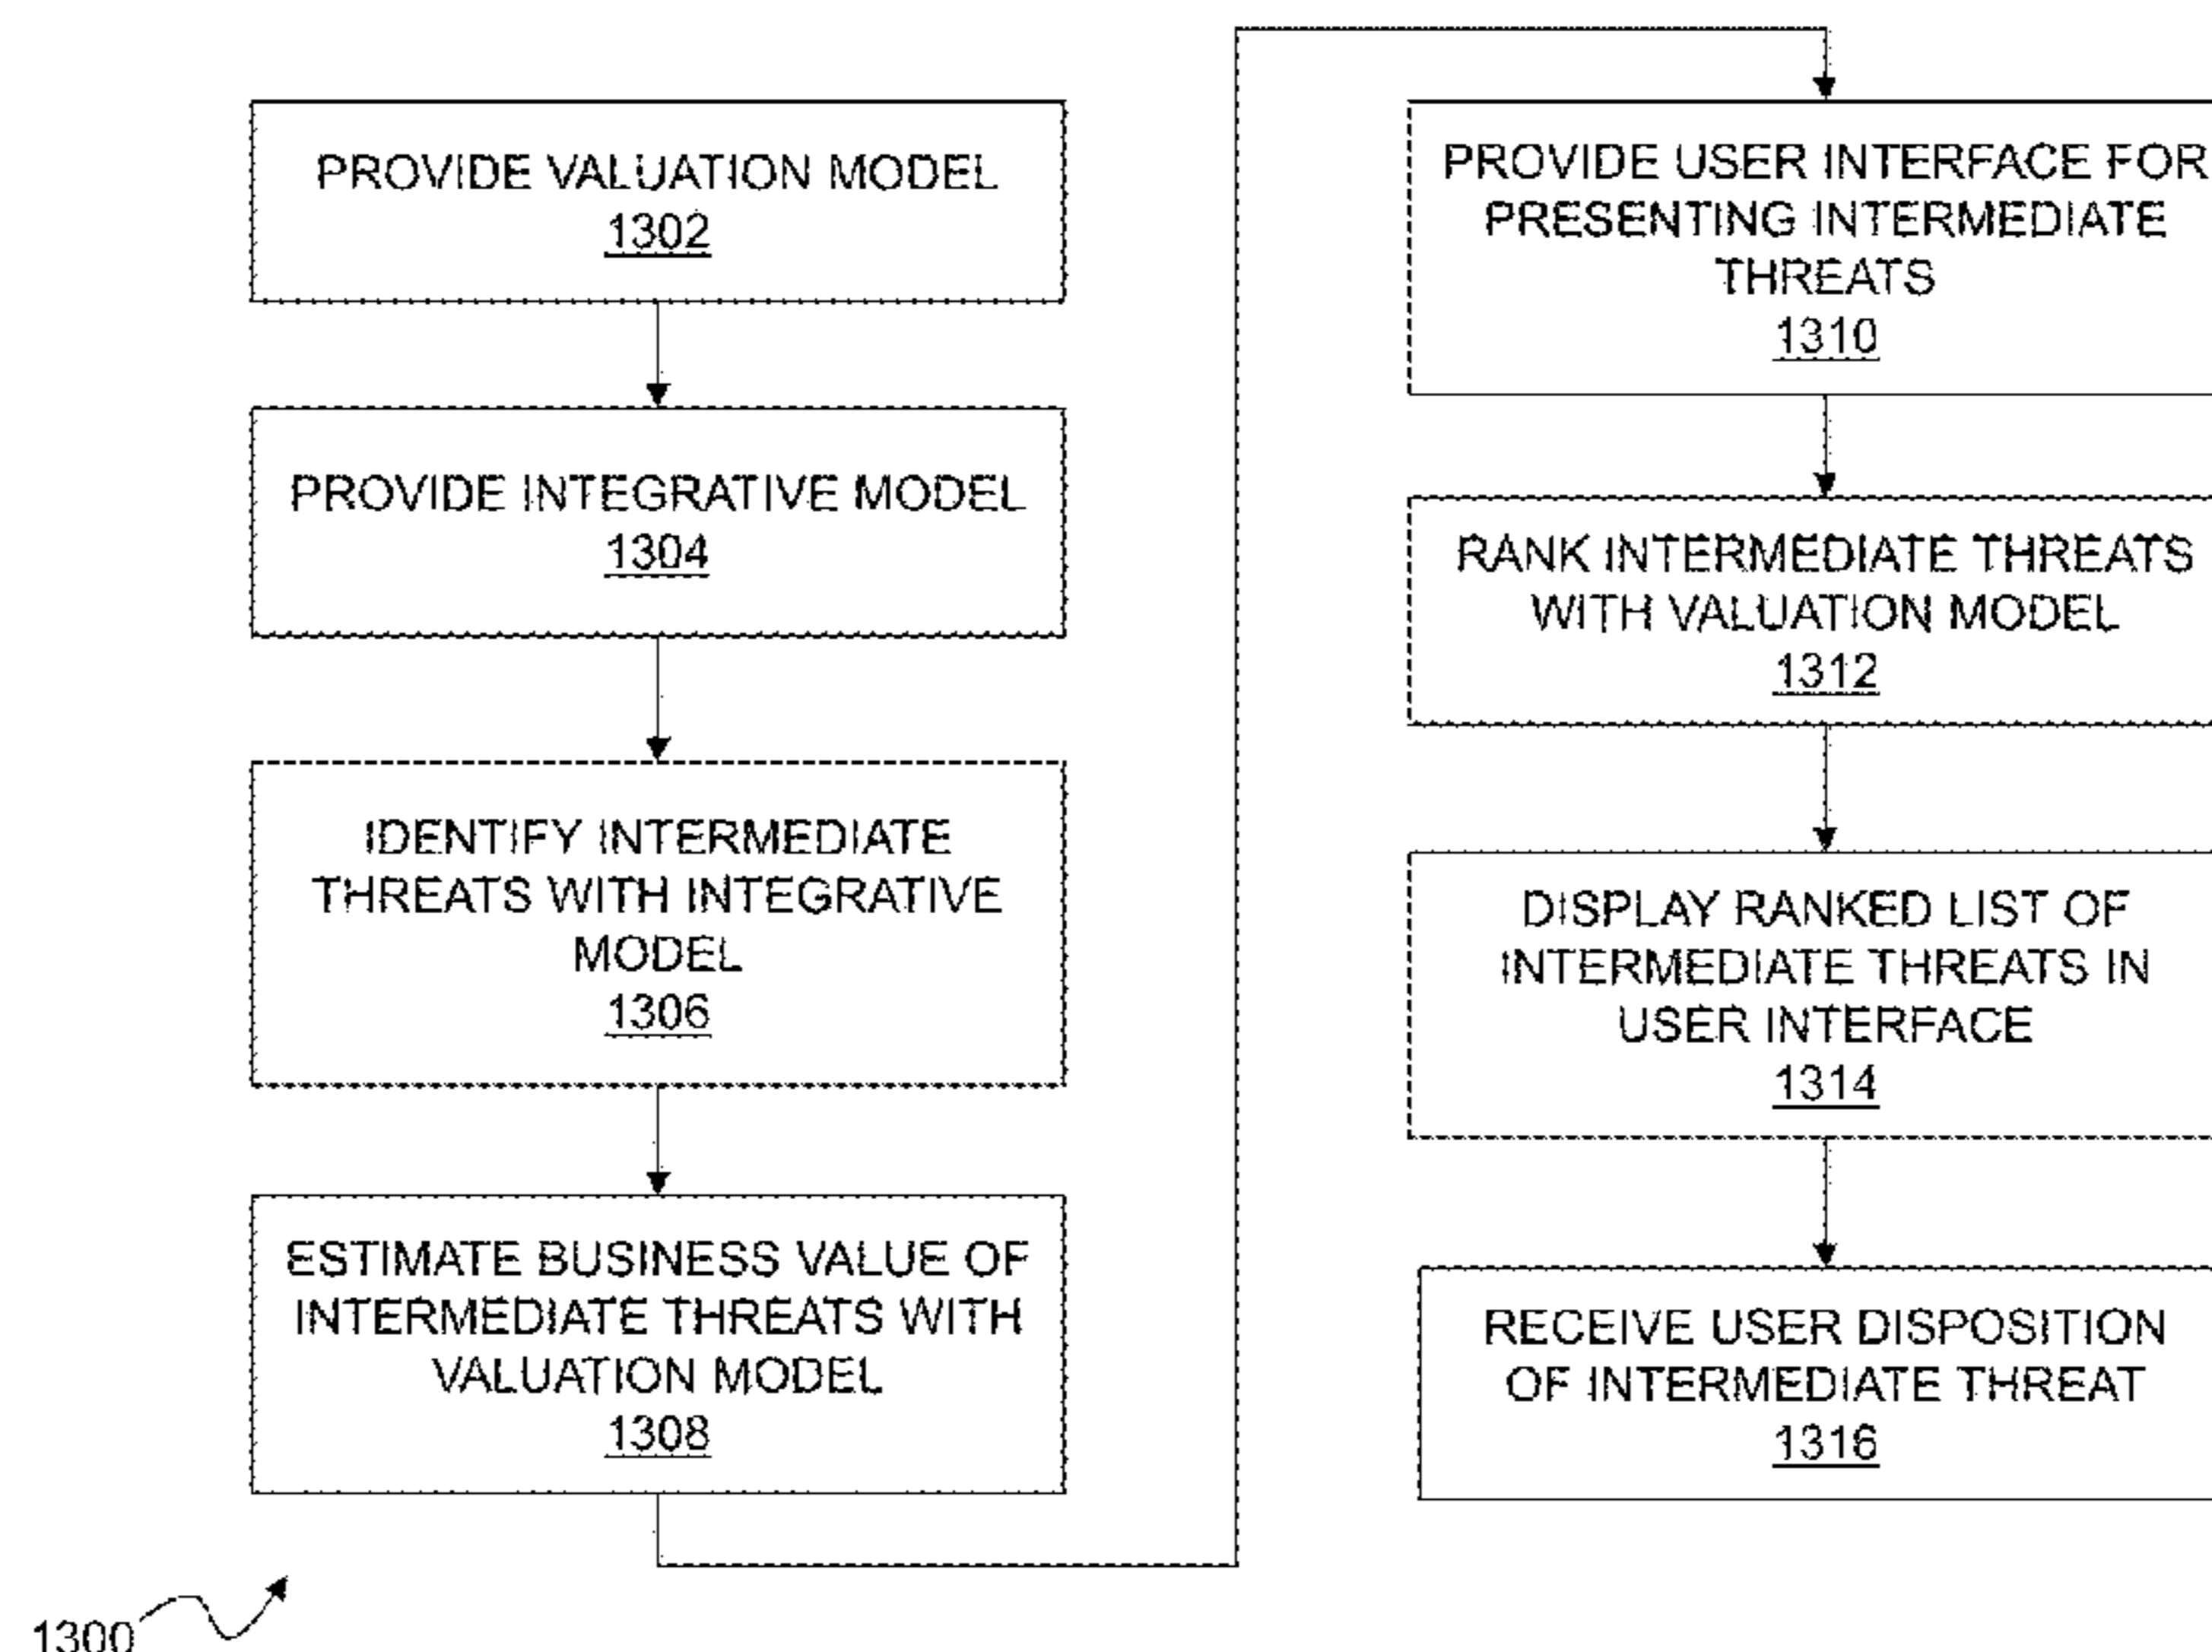 PROVIDE VALUATION MODEL
1302
PROVIDE INTEGRATIVE MODEL
1304
IDENTIFY INTERMEDIATE
THREATS WITH INTEGRATIVE
MODEL
1306
ESTIMATE BUSINESS VALUE OF
INTERMEDIATE THREATS WITH
VALUATION MODEL
1308
PROVIDE USER INTERFACE FOR
PRESENTING INTERMEDIATE
THREATS
1310
RANK INTERMEDIATE THREATS
WITH VALUATION MODEL
1312
DISPLAY RANKED LIST OF
INTERMEDIATE THREATS IN
USER INTERFACE
1314
RECEIVE USER DISPOSITION
OF INTERMEDIATE THREAT
1316
1300